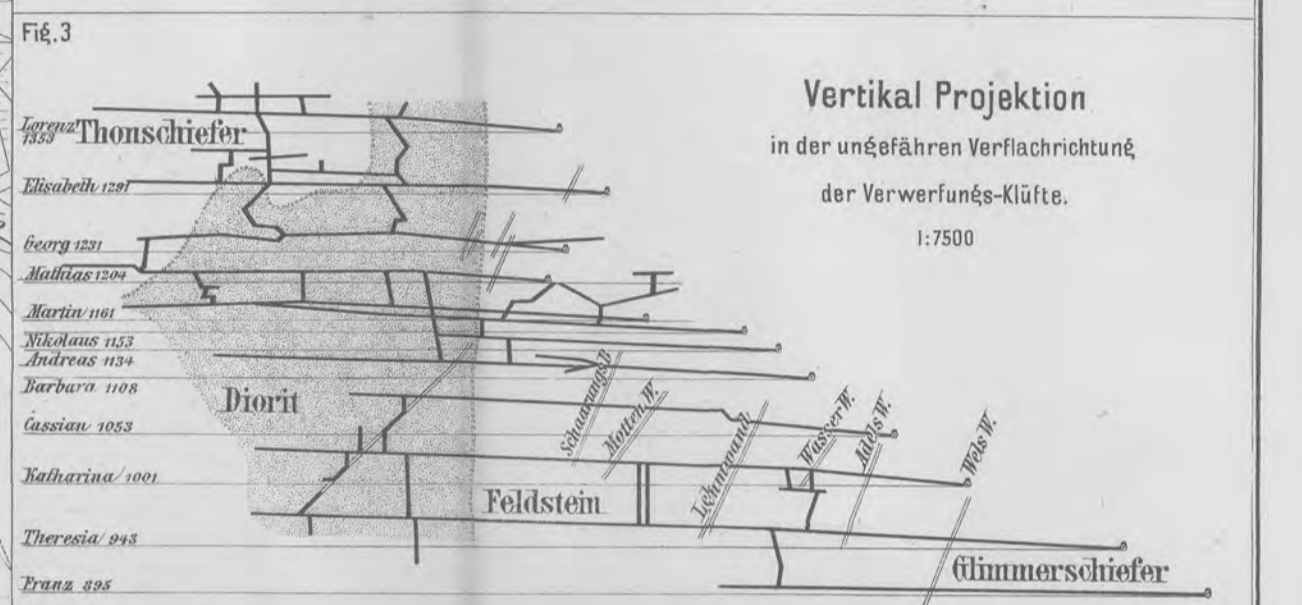 Fig.3
Vertikal Projektion
in der ungefähren Verflachrichtung
der Verwerfungs-Klüfte.
1:7500
Lorenz
1353
Thonschiefer
Elisabeth 1291
Georg 1231
Mathias 1204
Martin 1161
Nikolaus 1153
Andreas 1134
Barbara 1108
Diorit
Cassian 1053
Schaarungs B
Motten W.
Lehmwand L.
Wasser W.
Adels W.
Wels W.
Katharina 1001
Feldstein
Theresia 943
Glimmerschiefer
Franz 895